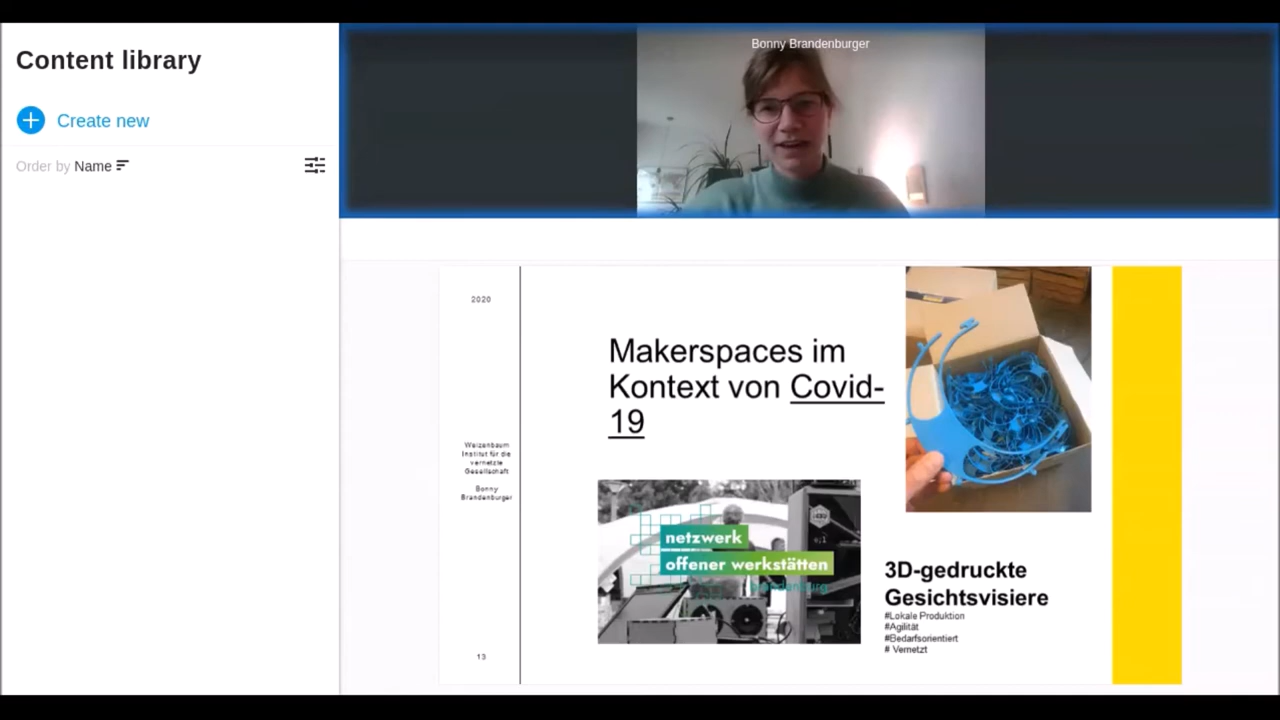 Content library
Create new
Order by Name
Bonny Brandenburger
2020
Makerspaces im
Kontext von Covid-
19
Weizenbaum
Institut für die
vernetzte
Gesellschaft
Bonny
Brandenburger
netzwerk
offener werkstätten
brandenburg
3D-gedruckte
Gesichtsvisiere
#Lokale Produktion
#Agilität
#Bedarfsorientiert
# Vernetzt
13